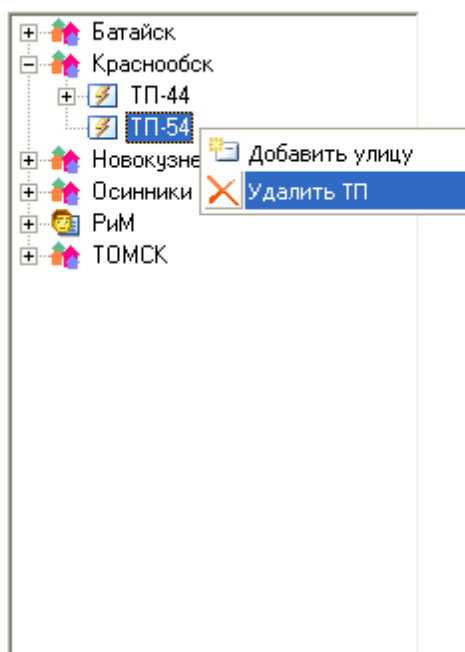 Батайск
Краснообск
ТП-44
ТП-54
Добавить улицу
Новокузне
Удалить ТП
Осинники
РиМ
ТОМСК